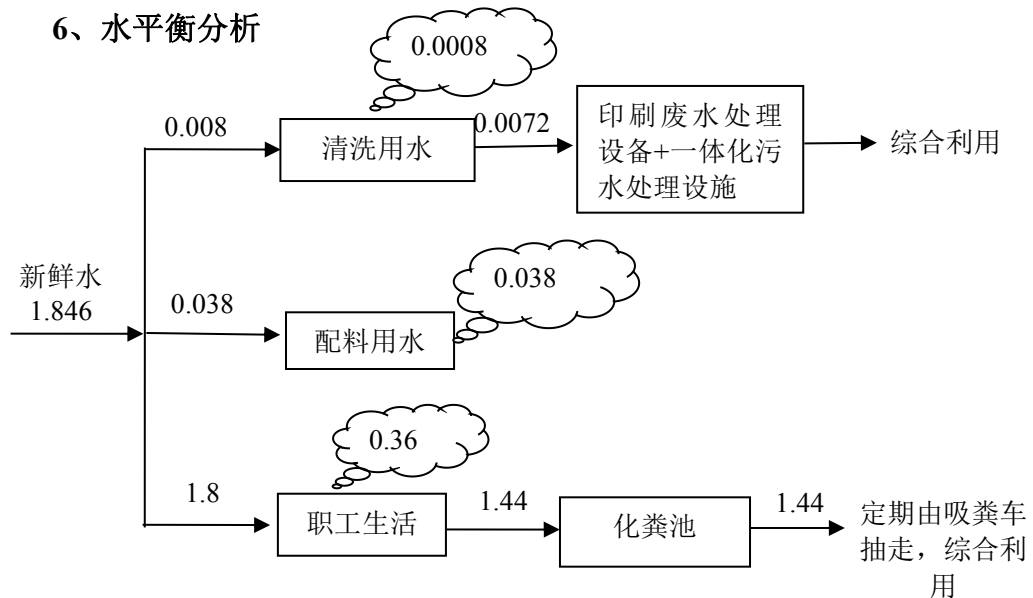 6、水平衡分析
0.0008
0.008
清洗用水
0.0072
印刷废水处理
设备+一体化污
水处理设施
综合利用
新鲜水
1.846
0.038
配料用水
0.038
0.36
1.8
职工生活
1.44
化粪池
1.44
定期由吸粪车
抽走，综合利
用